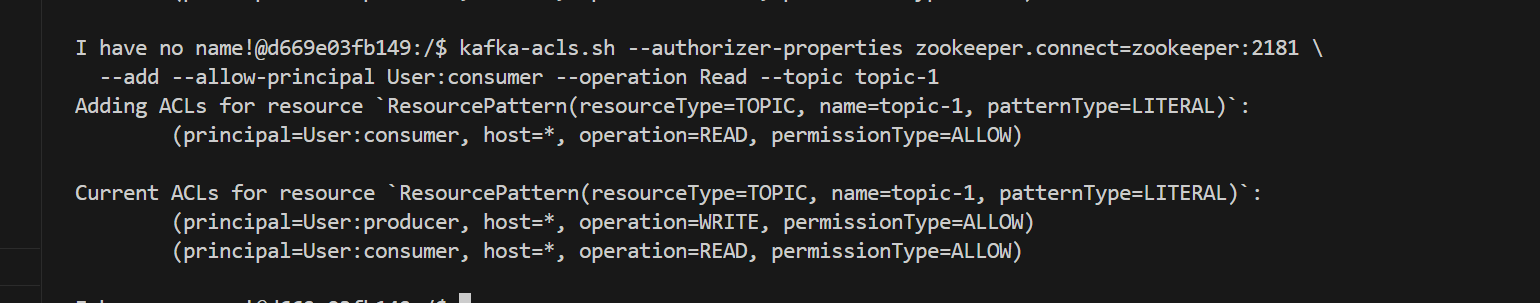 I have no name!@d669e03fb149:/$ kafka-acls.sh --authorizer-properties zookeeper.connect=zookeeper:2181 \
--add --allow-principal User:consumer --operation Read --topic topic-1
Adding ACLs for resource `ResourcePattern(resourceType=TOPIC, name=topic-1, patternType=LITERAL)`:
(principal=User:consumer, host=*, operation=READ, permissionType=ALLOW)
Current ACLs for resource `ResourcePattern(resourceType=TOPIC, name=topic-1, patternType=LITERAL)`:
(principal=User:producer, host=*, operation=WRITE, permissionType=ALLOW)
(principal=User:consumer, host=*, operation=READ, permissionType=ALLOW)